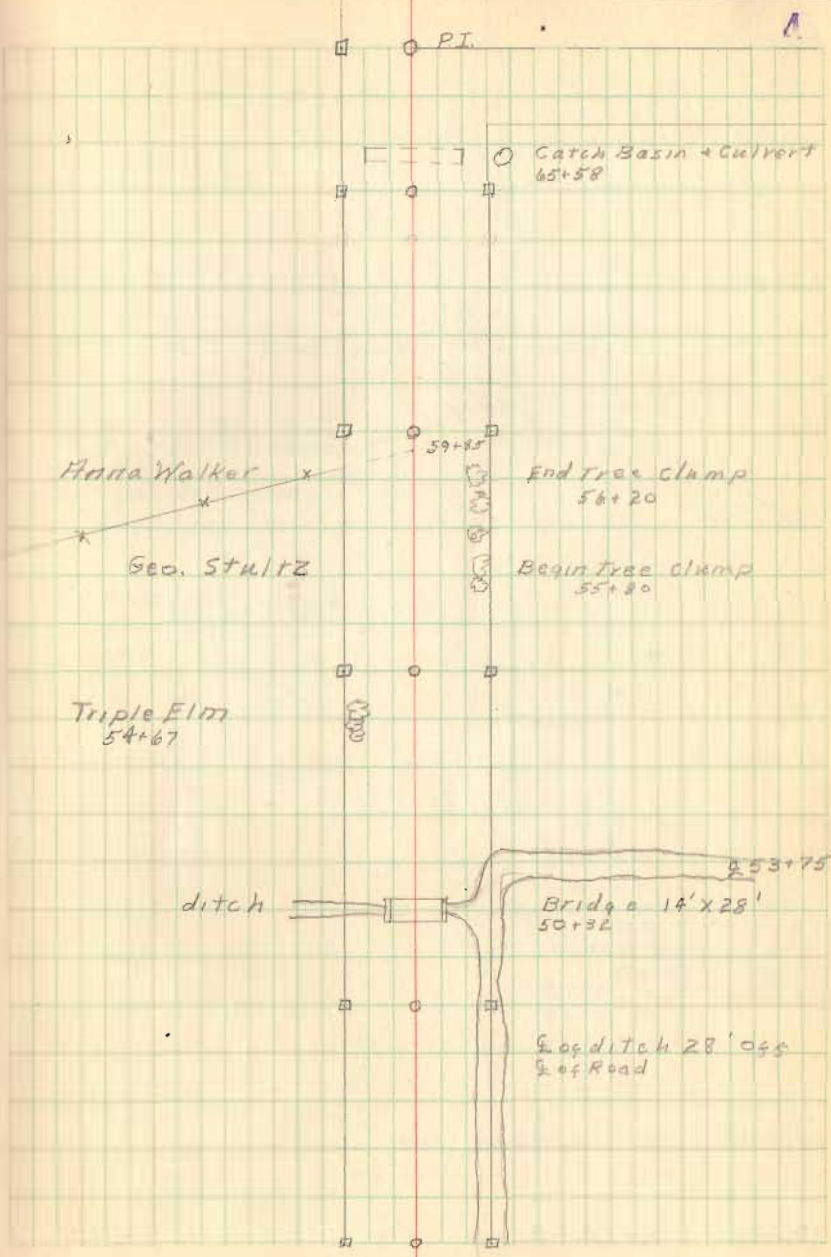 P.I.
Catch Basin + Culvert
65+58
59+85
Anna Walker
End Tree Clump
56+20
Geo. Stultz
Begin Tree Clump
55+80
Triple Elm
54+67
℄ 53+75
ditch
Bridge 14' x 28'
50+32
℄ of ditch 28' off
℄ of Road